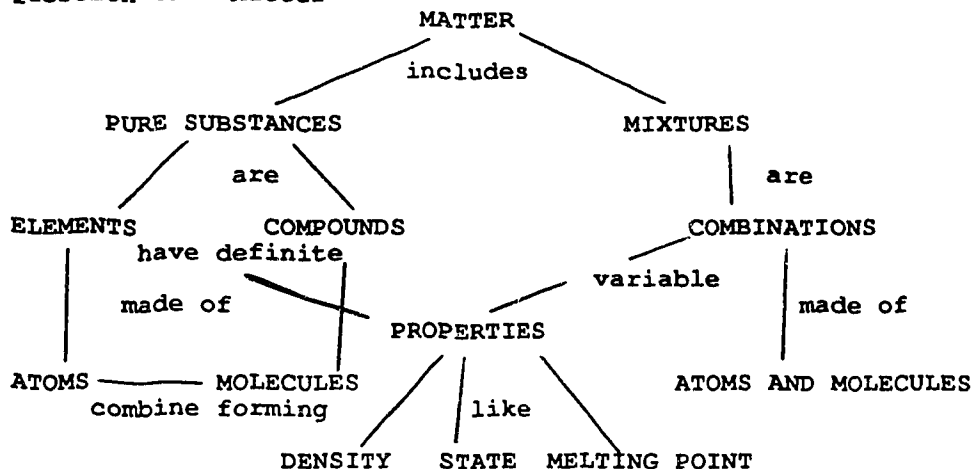 MATTER
includes
PURE SUBSTANCES MIXTURES
are are
ELEMENTS COMPOUNDS COMBINATIONS
have definite
variable
made of made of
PROPERTIES
ATOMS MOLECULES ATOMS AND MOLECULES
combine forming like
DENSITY STATE MELTING POINT